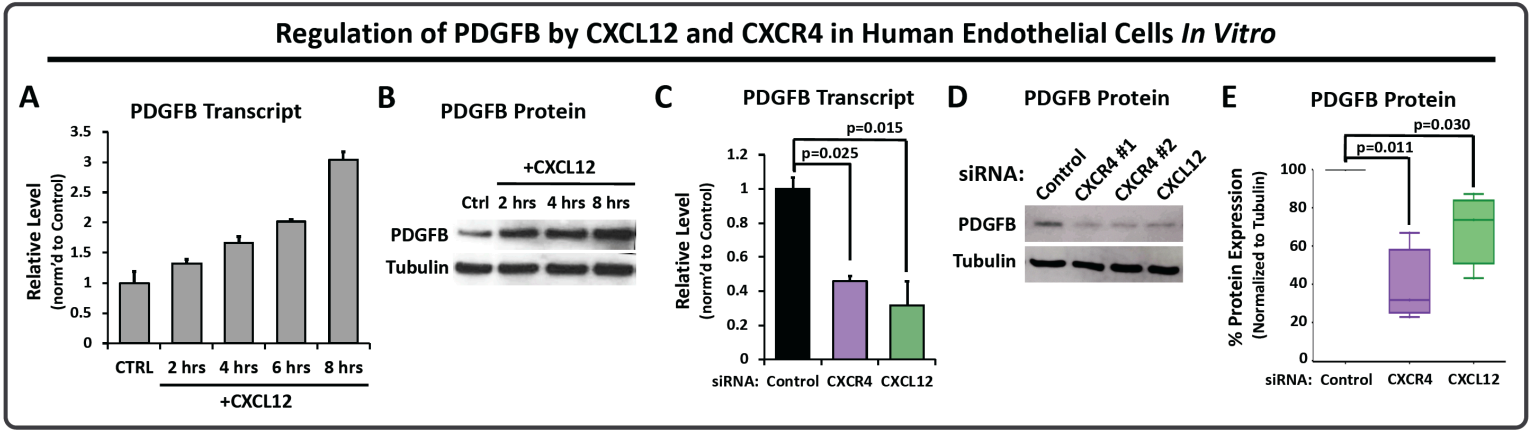 Regulation of PDGFB by CXCL12 and CXCR4 in Human Endothelial Cells In Vitro
A
PDGFB Transcript
Relative Level
(norm'd to Control)
3.5
3
2.5
2
1.5
1
0.5
0
CTRL 2 hrs 4 hrs 6 hrs 8 hrs
+CXCL12
B
PDGFB Protein
+CXCL12
Ctrl 2 hrs 4 hrs 8 hrs
PDGFB
Tubulin
C
PDGFB Transcript
p=0.015
p=0.025
Relative Level
(norm'd to Control)
1.2
1
0.8
0.6
0.4
0.2
0
siRNA: Control CXCR4 CXCL12
D
PDGFB Protein
siRNA: Control CXCR4 #1 CXCR4 #2 CXCL12
PDGFB
Tubulin
E
PDGFB Protein
p=0.030
p=0.011
% Protein Expression
(Normalized to Tubulin)
100
80
60
40
20
0
siRNA: Control CXCR4 CXCL12